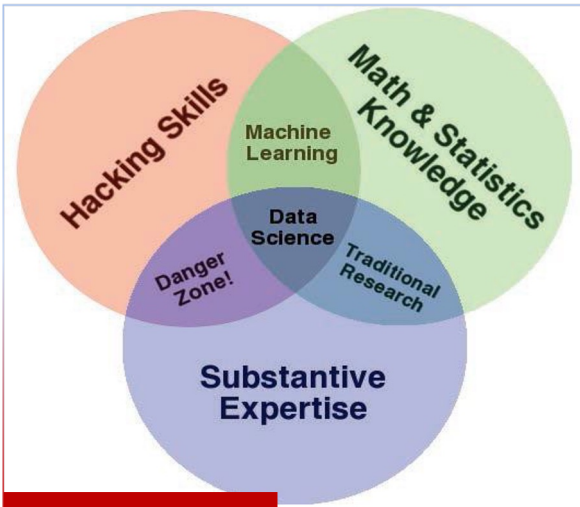 Hacking Skills
Math & Statistics
Knowledge
Machine
Learning
Data
Science
Danger
Zone!
Traditional
Research
Substantive
Expertise